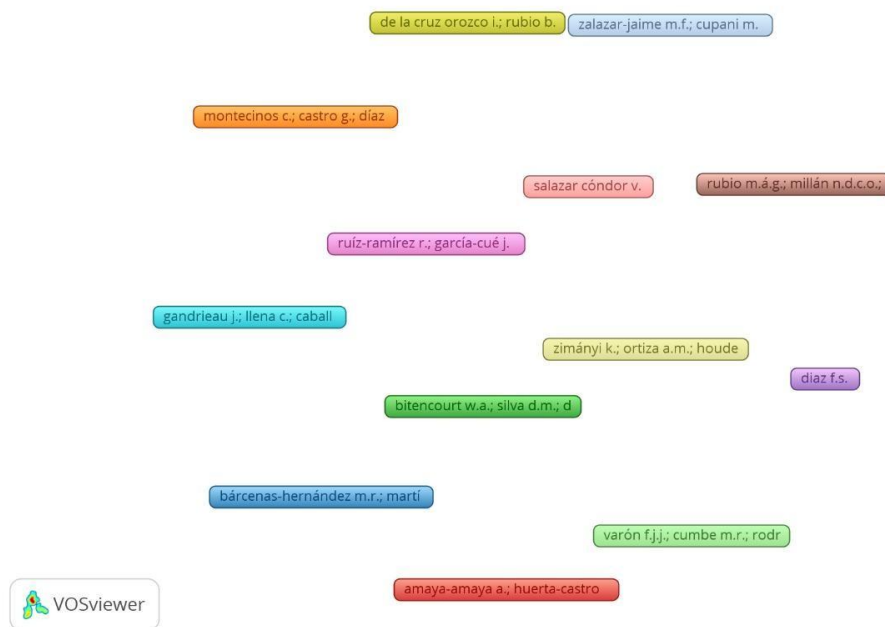 de la cruz orozco i.; rubio b.
zalazar-jaime m.f.; cupani m.
montecinos c.; castro g.; díaz
salazar cóndor v.
rubio m.á.g.; millán n.d.c.o.;
ruíz-ramírez r.; garcía-cué j.
gandrieau j.; llena c.; caball
zimányi k.; ortiza a.m.; houde
diaz f.s.
bitencourt w.a.; silva d.m.; d
bárcenas-hernández m.r.; martí
varón f.j.j.; cumbe m.r.; rodr
amaya-amaya a.; huerta-castro
VOSviewer